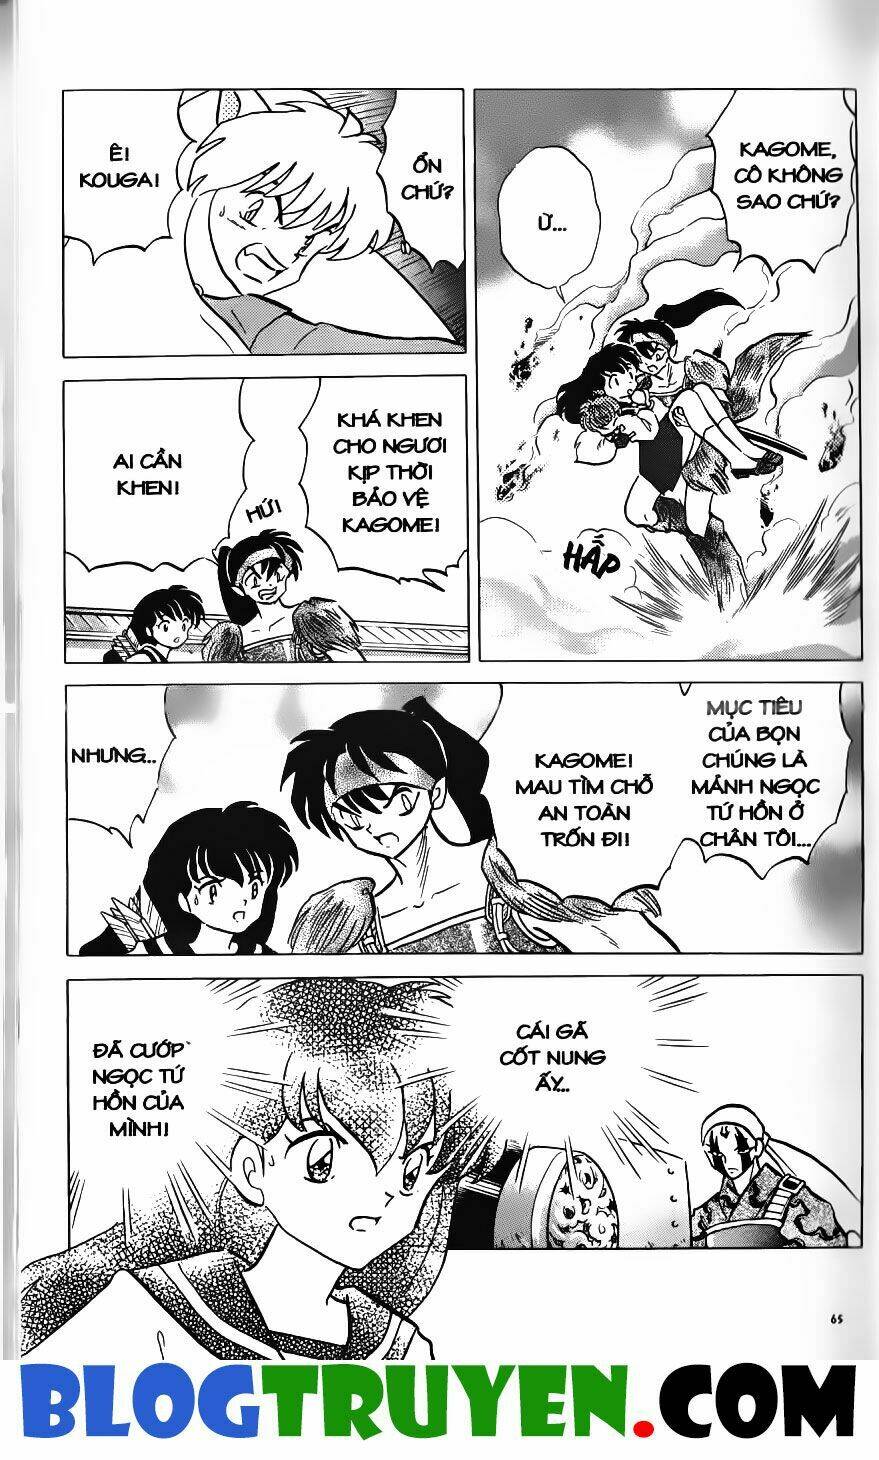 KAGOME,
CÔ KHÔNG
SAO CHỨ?
Ừ...
HẤP
ỔN
CHỨ?
Ê!
KOUGA!
KHÁ KHEN
CHO NGƯƠI
KỊP THỜI
BẢO VỆ
KAGOME!
HỨ!
AI CẦN
KHEN!
MỤC TIÊU
CỦA BỌN
CHÚNG LÀ
MẢNH NGỌC
TỨ HỒN Ở
CHÂN TÔI...
KAGOME!
MAU TÌM CHỖ
AN TOÀN
TRỐN ĐI!
NHƯNG...
CÁI GÃ
CỐT NUNG
ẤY...
ĐÃ CƯỚP
NGỌC TỨ
HỒN CỦA
MÌNH!
65
BLOGTRUYEN.COM